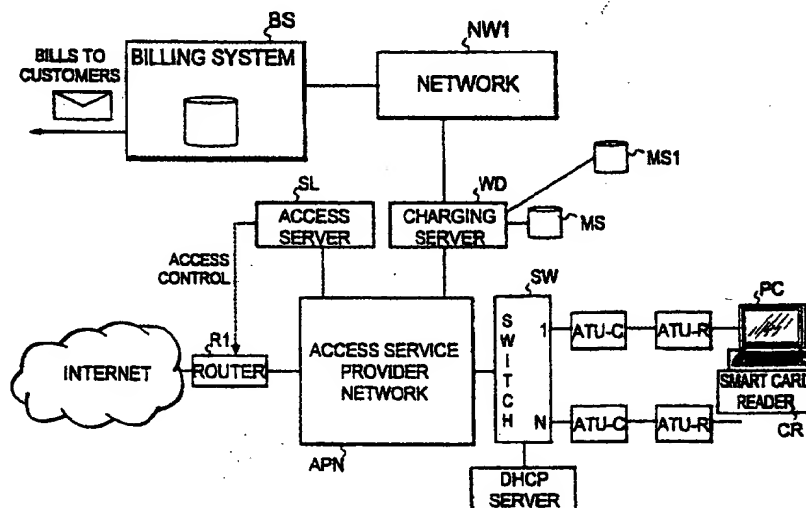 BS
BILLS TO
CUSTOMERS
BILLING SYSTEM
NW1
NETWORK
MS1
SL
ACCESS
SERVER
WD
CHARGING
SERVER
MS
ACCESS
CONTROL
SW
PC
R1
INTERNET
ROUTER
ACCESS SERVICE
PROVIDER
NETWORK
SWITCH
1
ATU-C
ATU-R
SMART CARD
READER
N
ATU-C
ATU-R
CR
APN
DHCP
SERVER